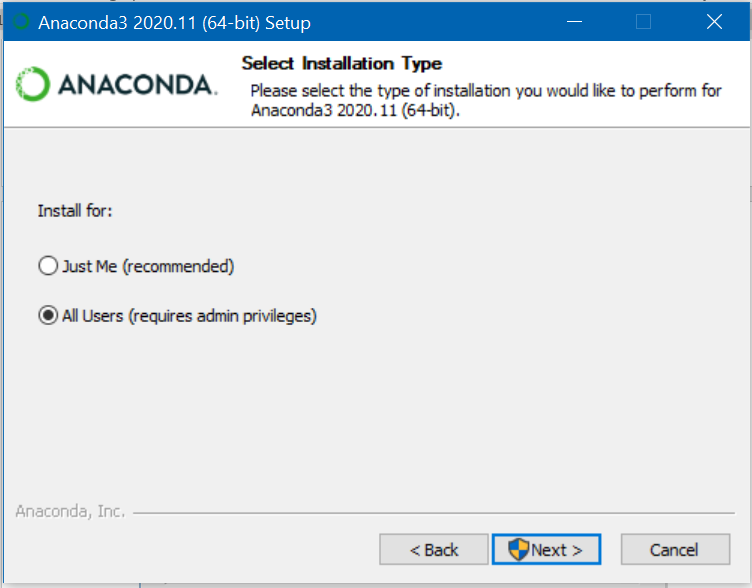 Anaconda3 2020.11 (64-bit) Setup
Select Installation Type
ANACONDA.
Please select the type of installation you would like to perform for
Anaconda3 2020.11 (64-bit).
Install for:
Just Me (recommended)
All Users (requires admin privileges)
Anaconda, Inc.
< Back
Next >
Cancel